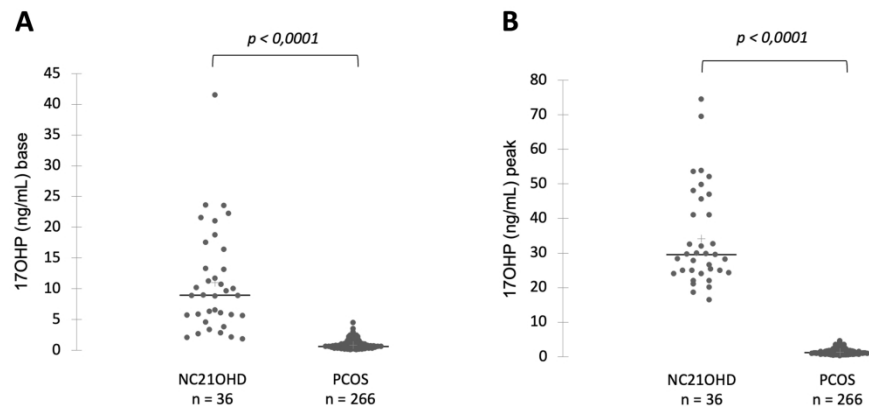 A
p < 0,0001
17OHP (ng/mL) base
45
40
35
30
25
20
15
10
5
0
NC21OHD
n = 36
PCOS
n = 266
B
p < 0,0001
17OHP (ng/mL) peak
80
70
60
50
40
30
20
10
0
NC21OHD
n = 36
PCOS
n = 266